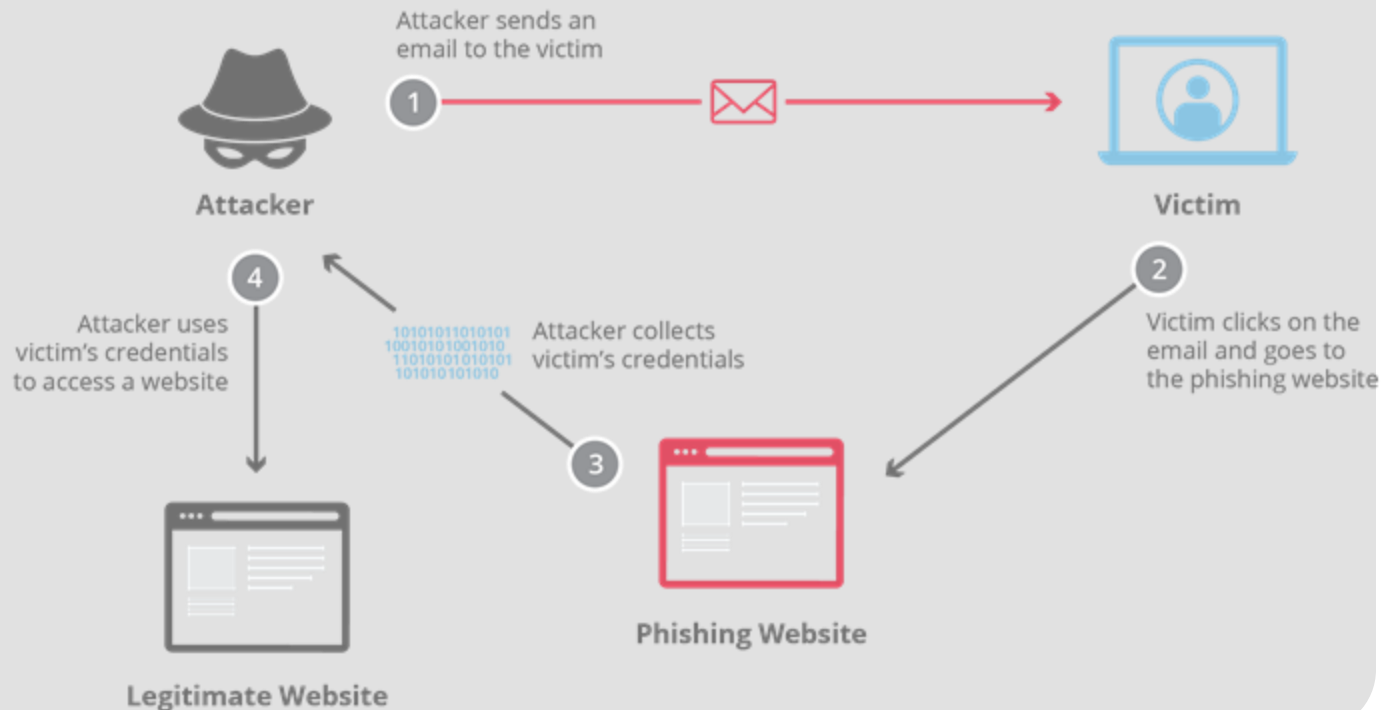 Attacker sends an
email to the victim
1
Attacker
Victim
4
2
Attacker uses
victim's credentials
to access a website
10101011010101
10010101001010
11010101010101
101010101010
Attacker collects
victim's credentials
Victim clicks on the
email and goes to
the phishing website
3
Phishing Website
Legitimate Website